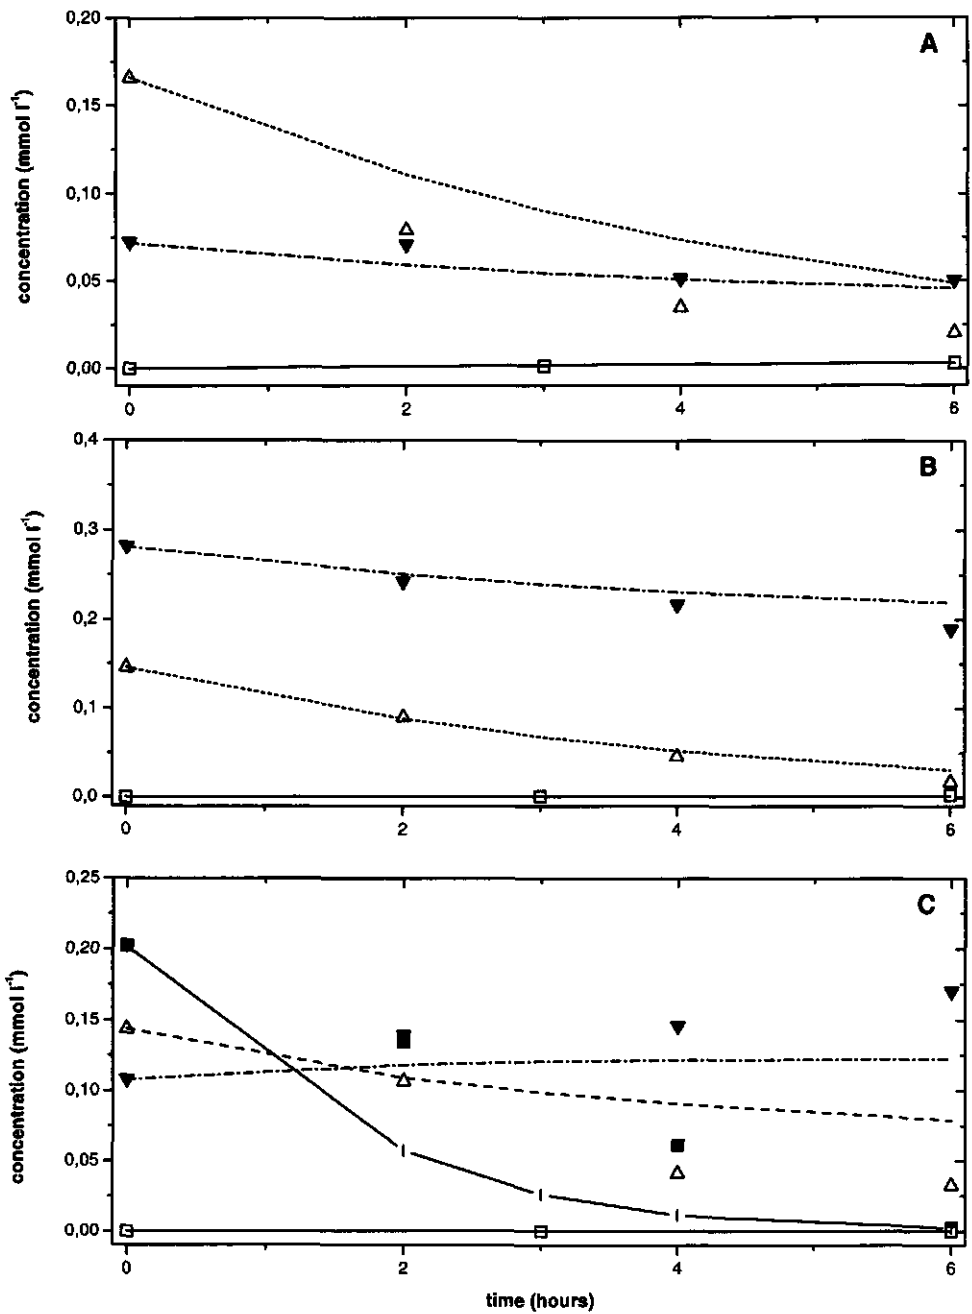 A
concentration (mmol l⁻¹)
0,20
0,15
0,10
0,05
0,00
0 2 4 6
B
concentration (mmol l⁻¹)
0,4
0,3
0,2
0,1
0,0
0 2 4 6
C
concentration (mmol l⁻¹)
0,25
0,20
0,15
0,10
0,05
0,00
0 2 4 6
time (hours)